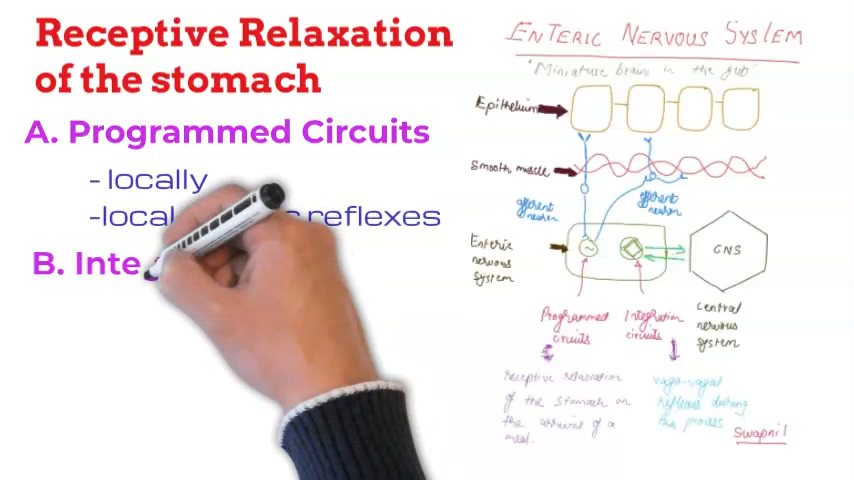 Receptive Relaxation
of the stomach
A. Programmed Circuits
- locally
-local reflexes
B. Inte
ENTERIC NERVOUS SYSTEM
"Miniature brain in the gut"
Epithelium
Smooth muscle
afferent
neuron
efferent
neuron
Enteric
nervous
system
CNS
Programmed
circuits
Integration
circuits
central
nervous
system
receptive relaxation
of the stomach on
the arrival of a
meal.
vago-vagal
reflexes during
this process
Swapnil